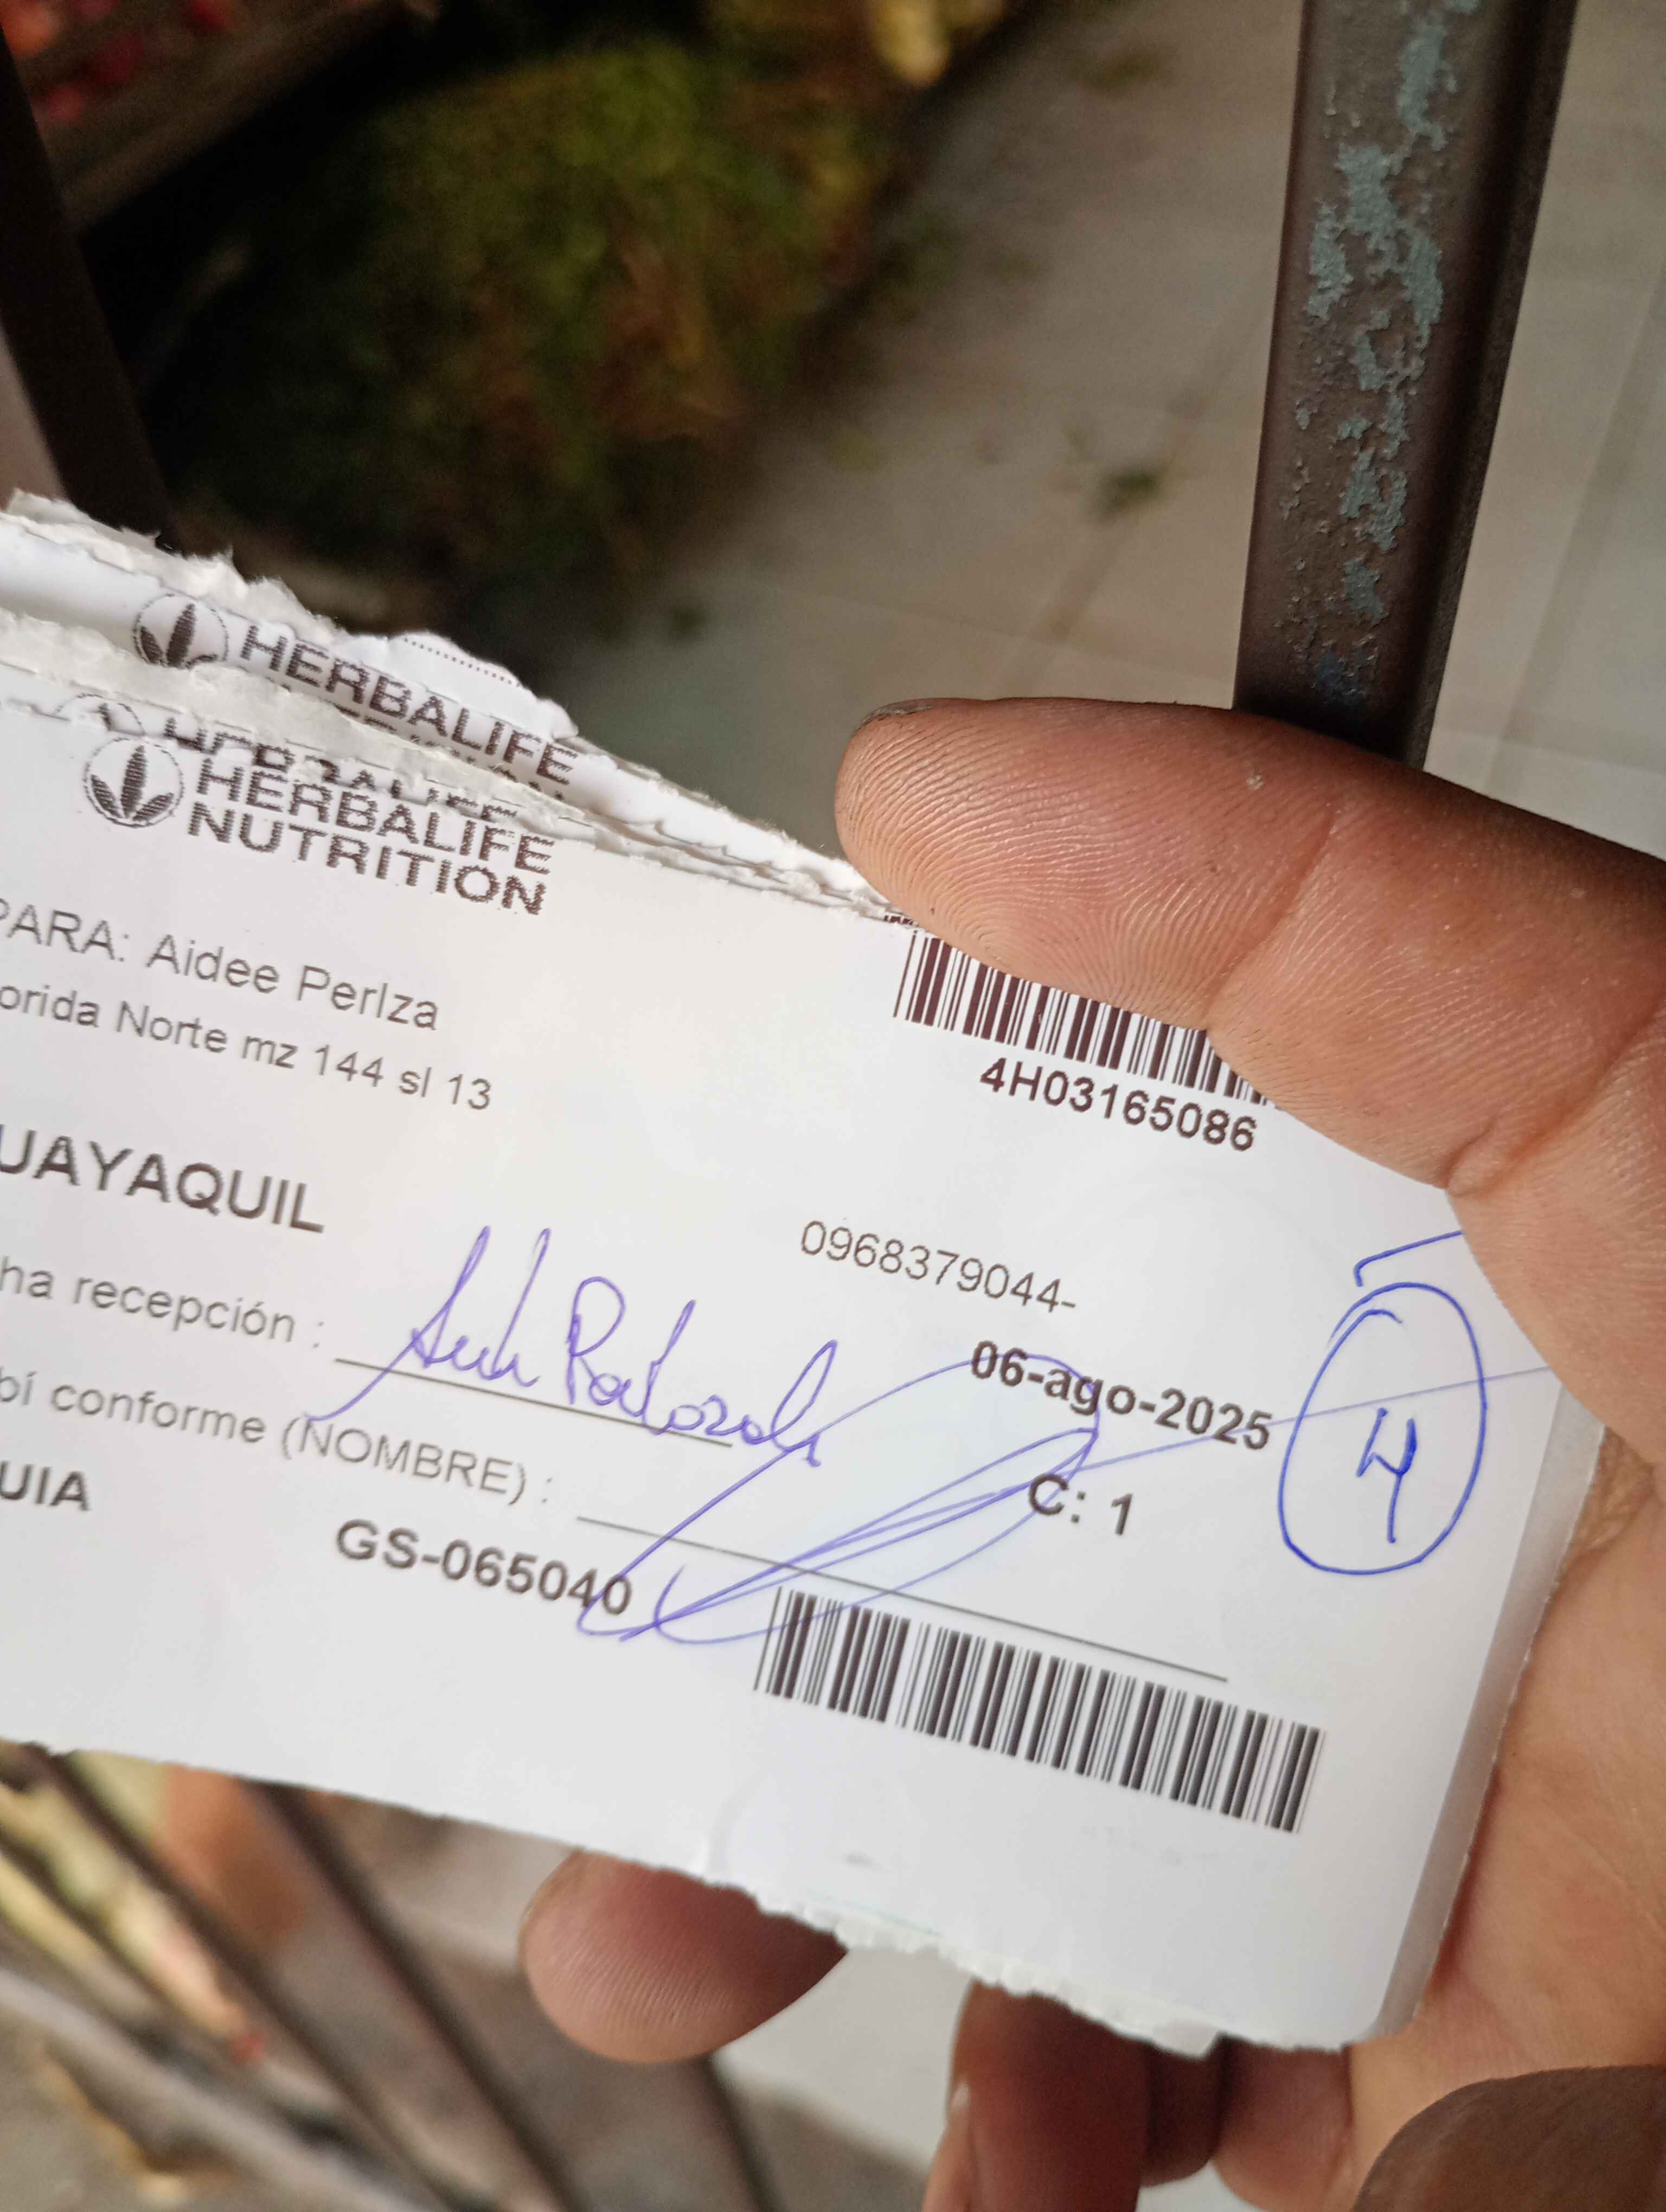 HERBALIFE
HERBALIFE
HERBALIFE
NUTRITION
PARA: Aidee Perlza
orida Norte mz 144 sl 13
4H03165086
UAYAQUIL
0968379044-
ha recepción :
06-ago-2025
4
bí conforme (NOMBRE) :
C: 1
UIA
GS-065040